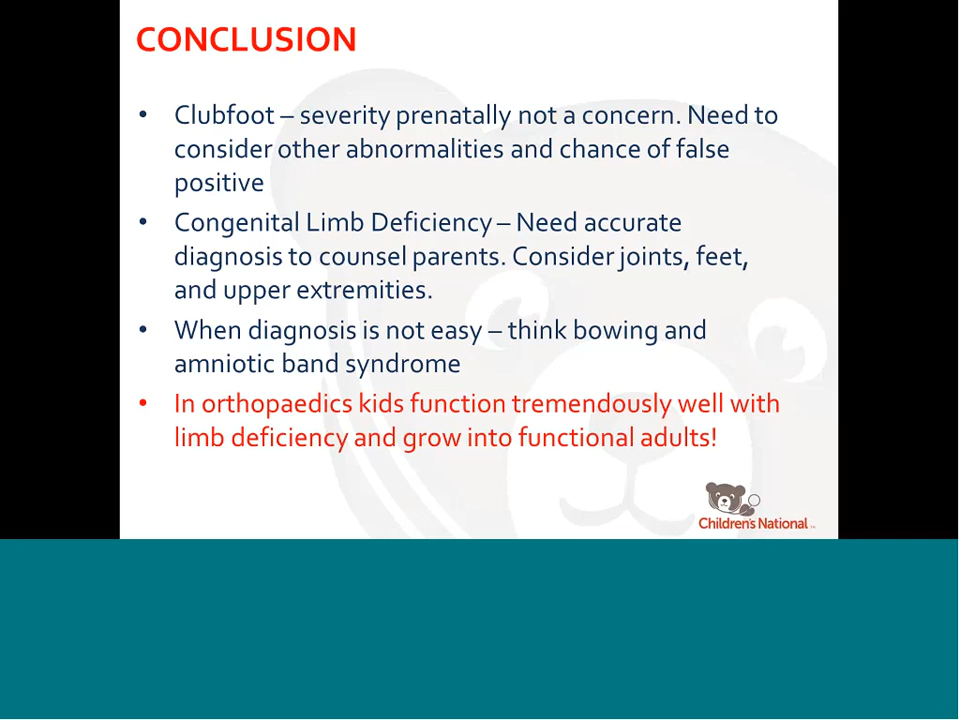 CONCLUSION
• Clubfoot – severity prenatally not a concern. Need to
consider other abnormalities and chance of false
positive
• Congenital Limb Deficiency – Need accurate
diagnosis to counsel parents. Consider joints, feet,
and upper extremities.
• When diagnosis is not easy – think bowing and
amniotic band syndrome
• In orthopaedics kids function tremendously well with
limb deficiency and grow into functional adults!
Children's National